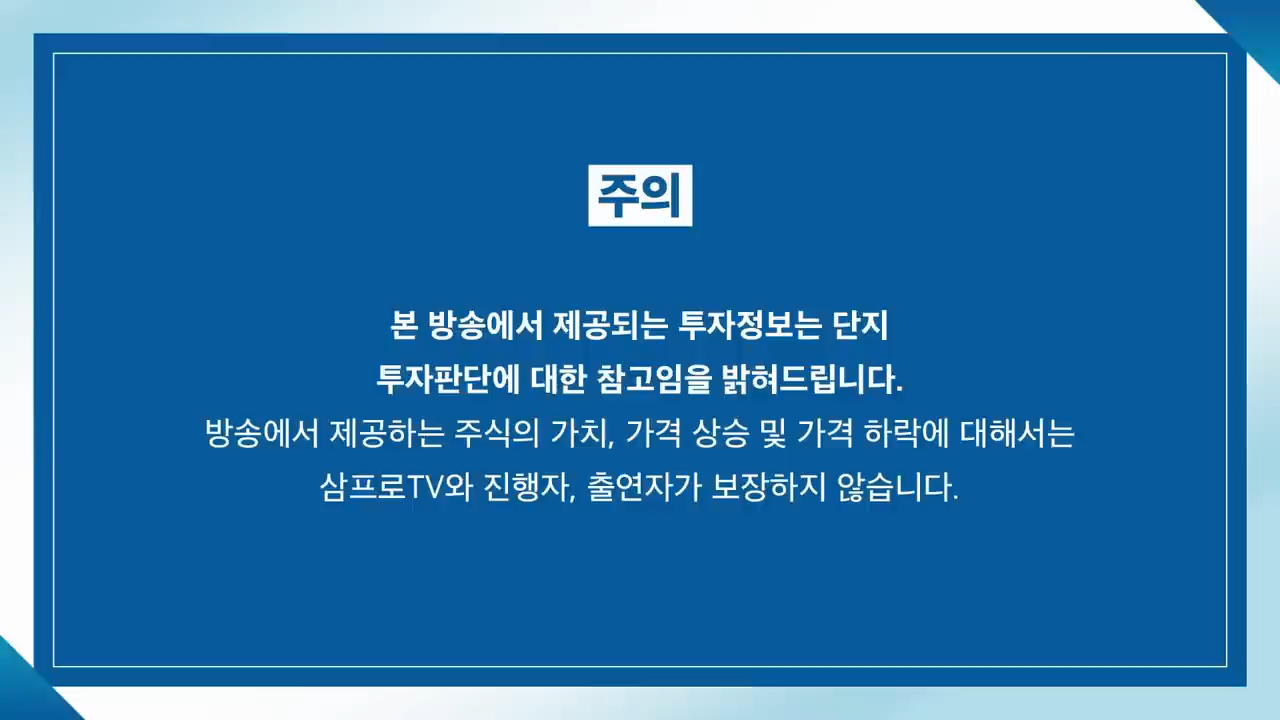 주의
본 방송에서 제공되는 투자정보는 단지
투자판단에 대한 참고임을 밝혀드립니다.
방송에서 제공하는 주식의 가치, 가격 상승 및 가격 하락에 대해서는
삼프로TV와 진행자, 출연자가 보장하지 않습니다.